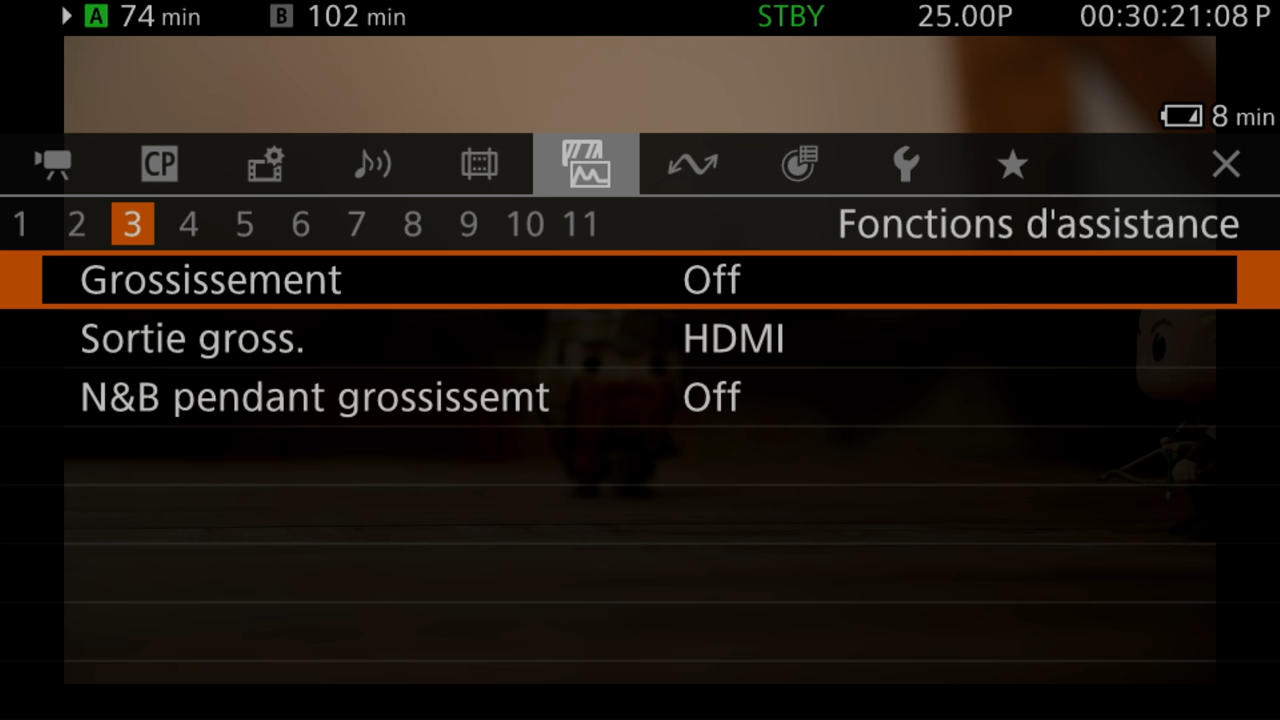 A 74 min B 102 min STBY 25.00P 00:30:21:08 P
8 min
CP
1 2 3 4 5 6 7 8 9 10 11 Fonctions d'assistance
Grossissement Off
Sortie gross. HDMI
N&B pendant grossissemt Off